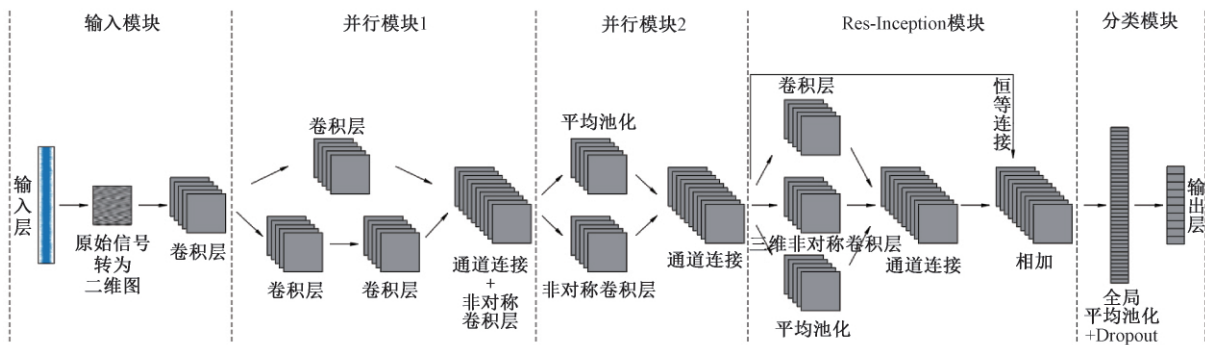 输入模块
并行模块1
并行模块2
Res-Inception模块
分类模块
输入层
原始信号
转为
二维图
卷积层
卷积层
卷积层
卷积层
通道连接
+
非对称
卷积层
平均池化
非对称卷积层
通道连接
卷积层
三维非对称卷积层
平均池化
通道连接
恒等连接
相加
全局
平均池化
+Dropout
输出层